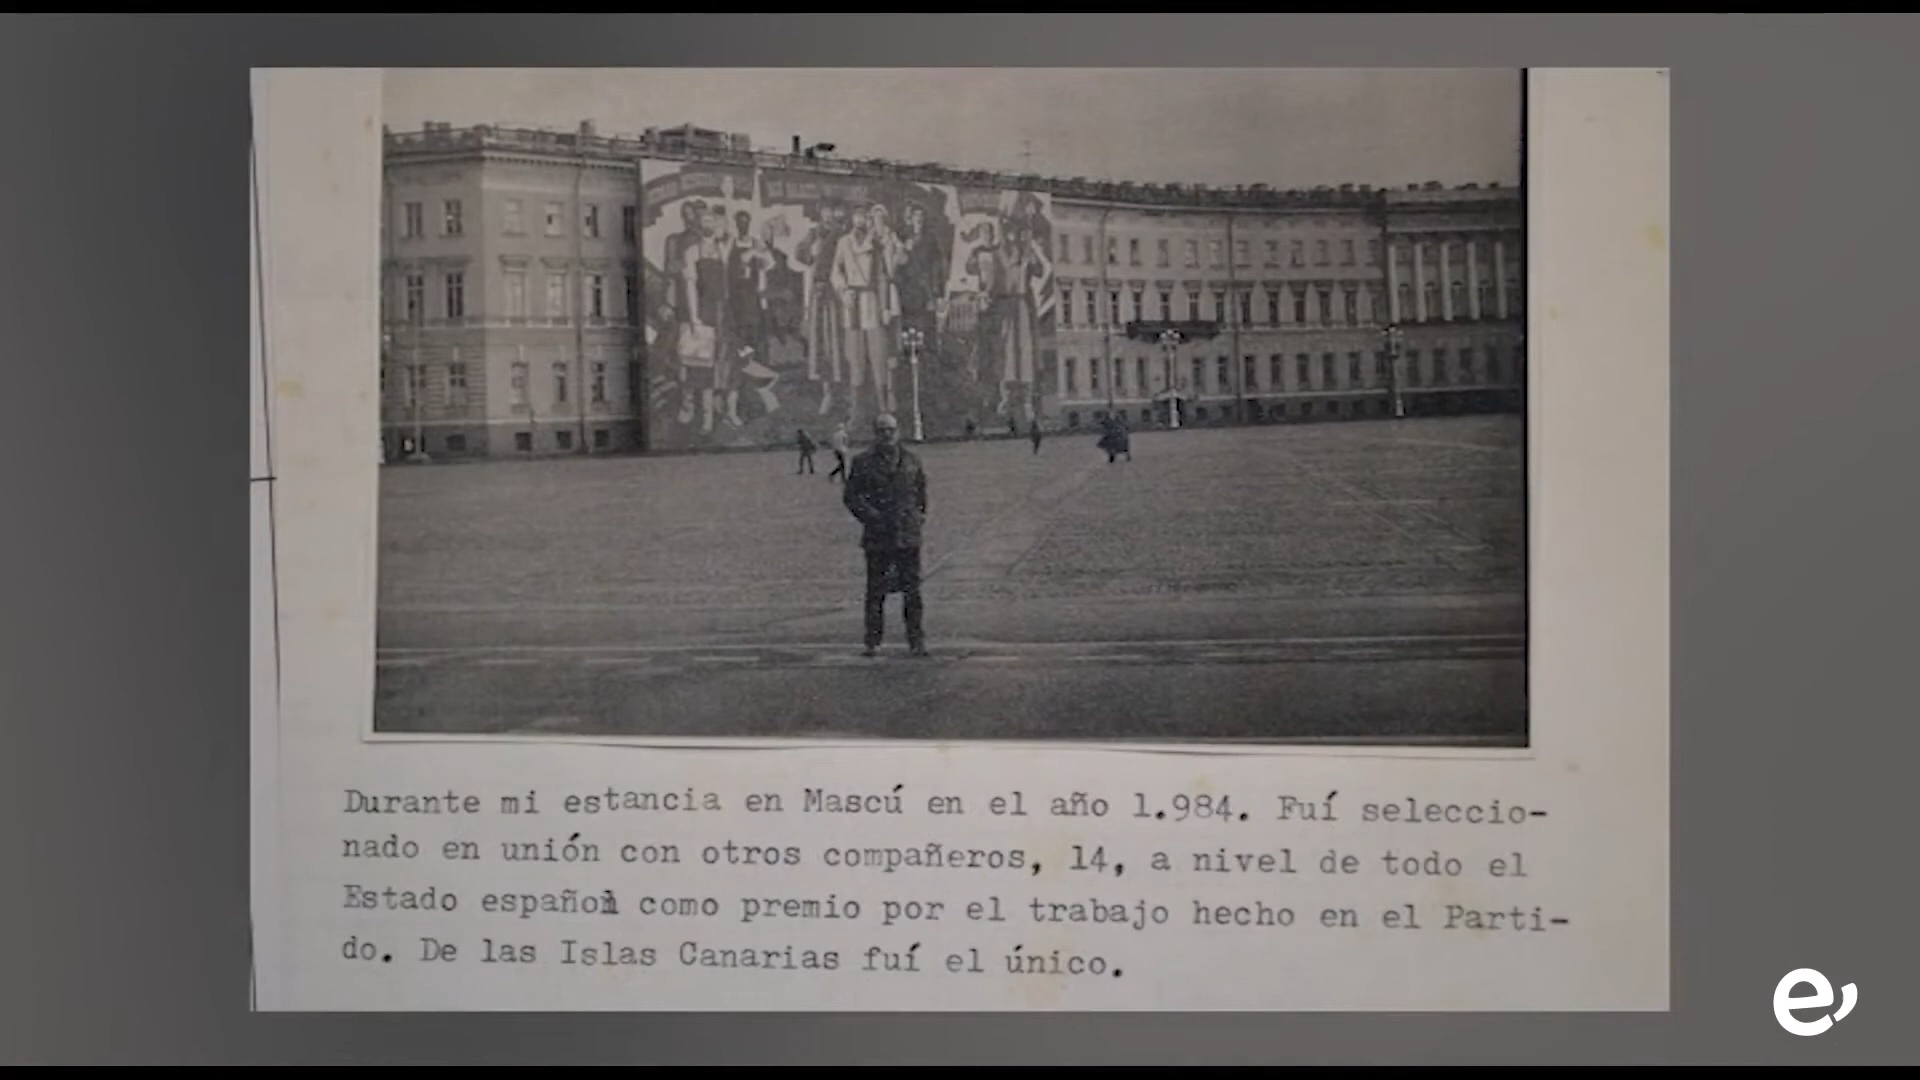 Durante mi estancia en Mascú en el año 1.984. Fuí seleccio-
nado en unión con otros compañeros, 14, a nivel de todo el
Estado español como premio por el trabajo hecho en el Parti-
do. De las Islas Canarias fuí el único.